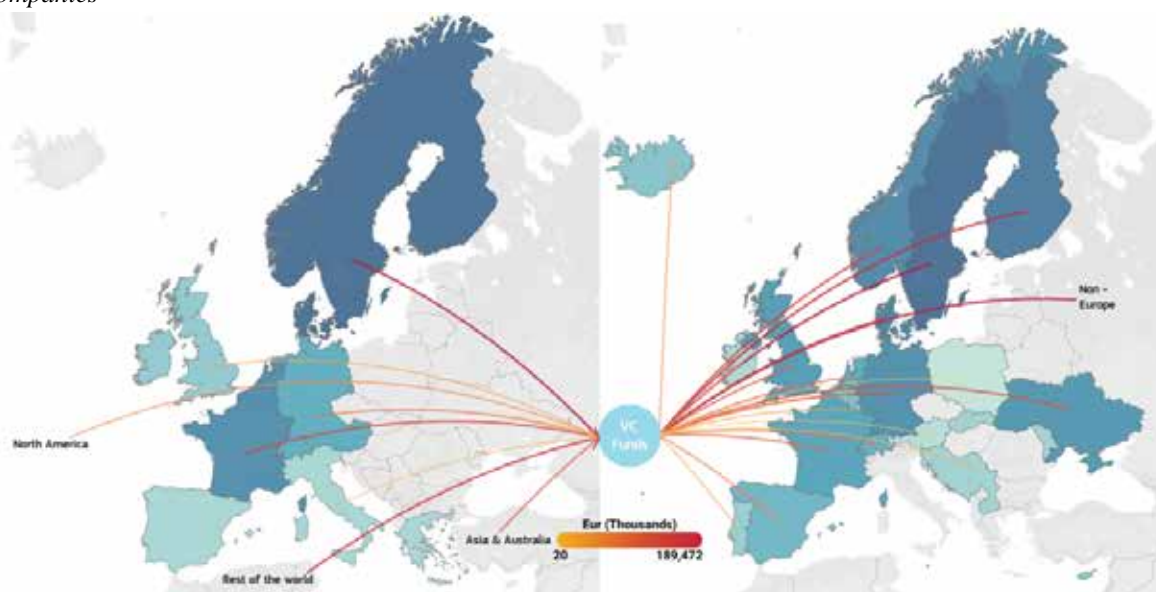 ompanies
Non -
Europe
VC
Funds
North America
Eur (Thousands)
Asia & Australia
20
189,472
Rest of the world